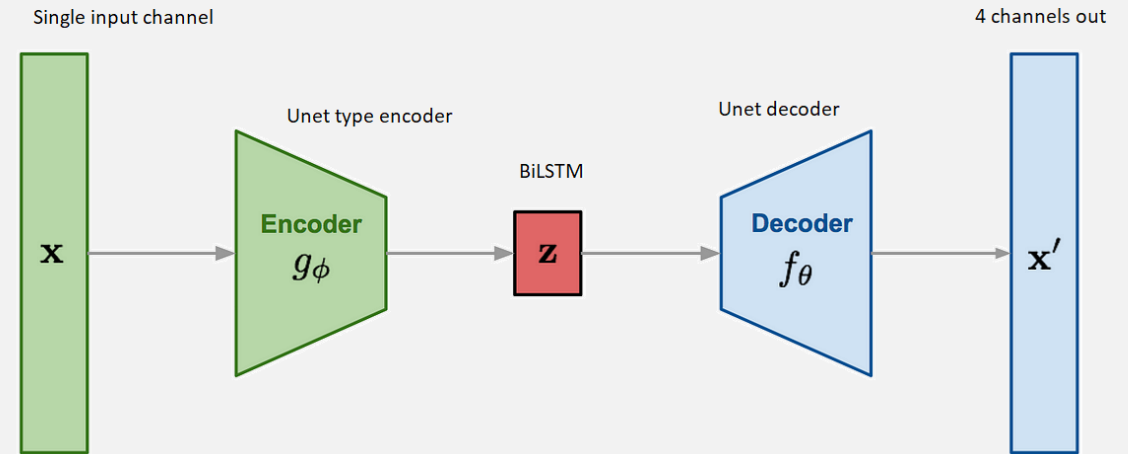 Single input channel
4 channels out
Unet type encoder
Unet decoder
BiLSTM
Encoder
Decoder
x
gϕ
z
fθ
x′